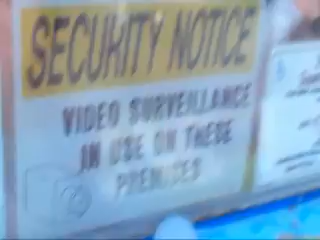 SECURITY NOTICE
VIDEO SURVEILLANCE
IN USE ON THESE
PREMISES